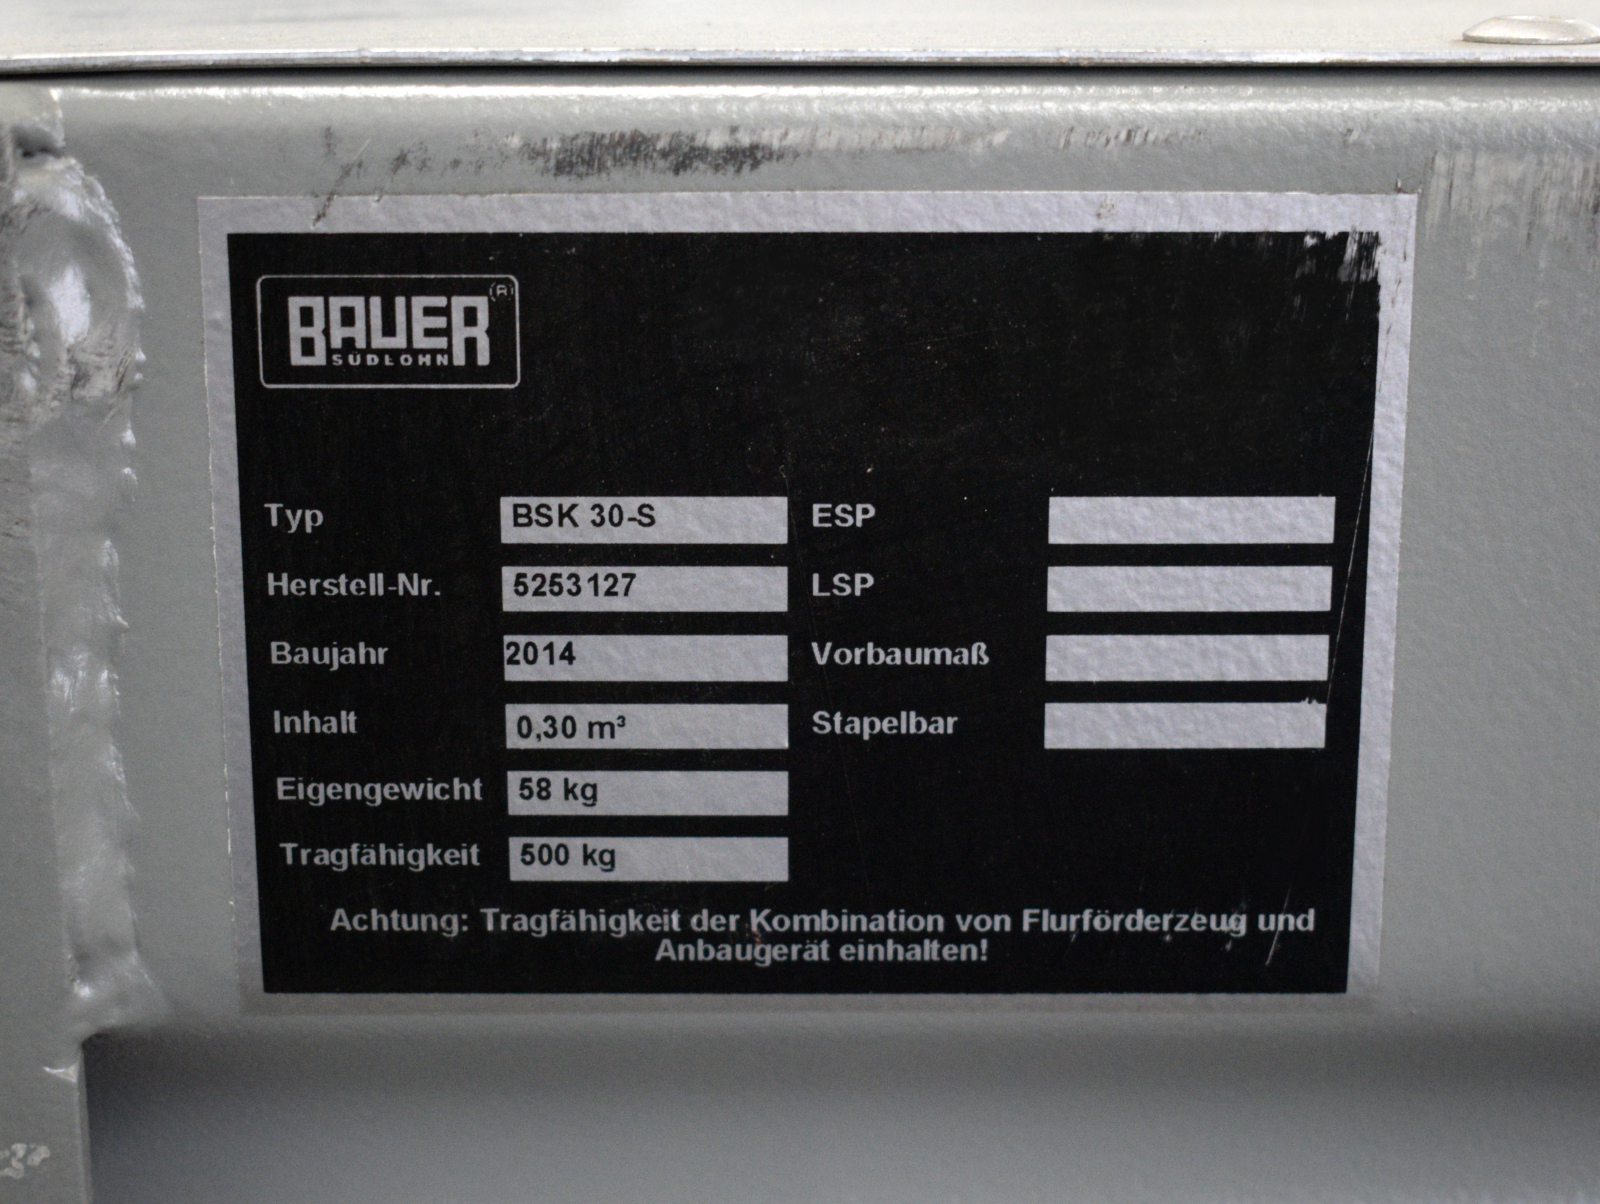 BAUER®
SÜDLOHN
Typ BSK 30-S ESP
Herstell-Nr. 5253127 LSP
Baujahr 2014 Vorbaumaß
Inhalt 0,30 m³ Stapelbar
Eigengewicht 58 kg
Tragfähigkeit 500 kg
Achtung: Tragfähigkeit der Kombination von Flurförderzeug und
Anbaugerät einhalten!